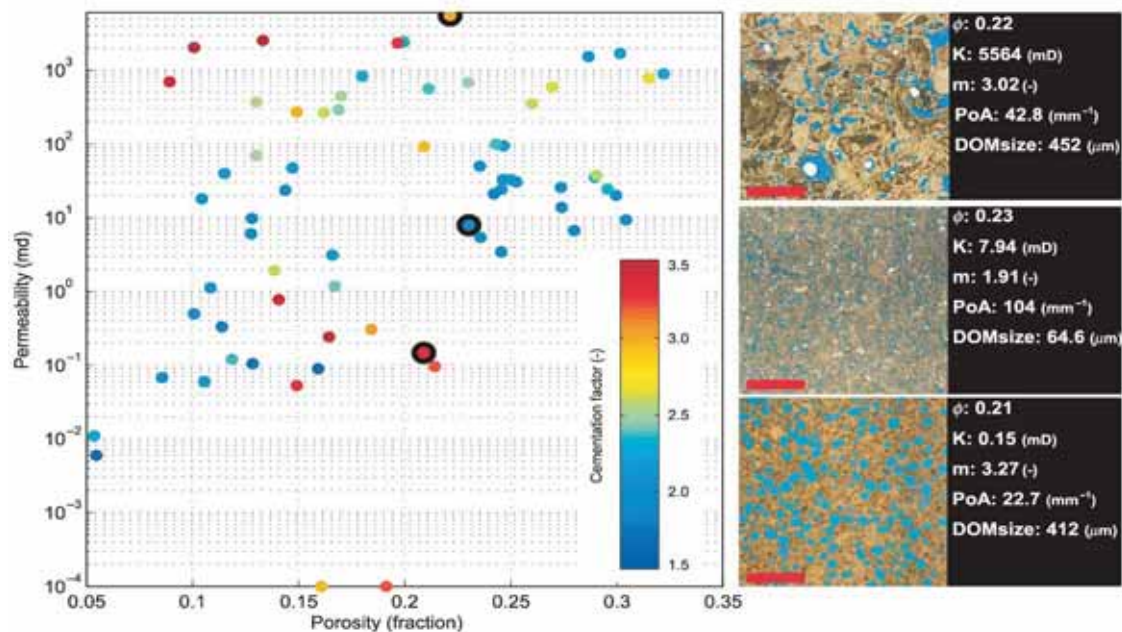 10³
10²
10¹
10⁰
10⁻¹
10⁻²
10⁻³
10⁻⁴
Permeability (md)
0.05
0.1
0.15
0.2
0.25
0.3
0.35
Porosity (fraction)
Cementation factor (-)
3.5
3.0
2.5
2.0
1.5
ϕ: 0.22
K: 5564 (mD)
m: 3.02 (-)
PoA: 42.8 (mm⁻¹)
DOMsize: 452 (μm)
ϕ: 0.23
K: 7.94 (mD)
m: 1.91 (-)
PoA: 104 (mm⁻¹)
DOMsize: 64.6 (μm)
ϕ: 0.21
K: 0.15 (mD)
m: 3.27 (-)
PoA: 22.7 (mm⁻¹)
DOMsize: 412 (μm)